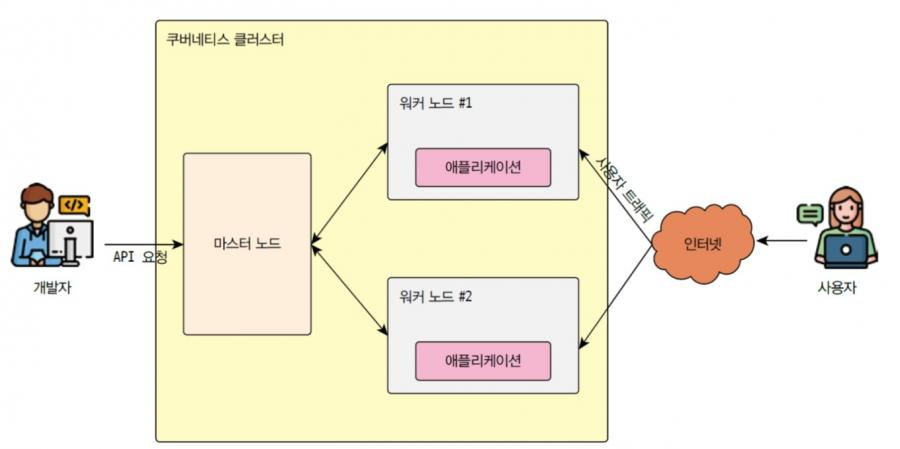 쿠버네티스 클러스터
워커 노드 #1
애플리케이션
사용자 트래픽
마스터 노드
API 요청
개발자
인터넷
사용자
워커 노드 #2
애플리케이션